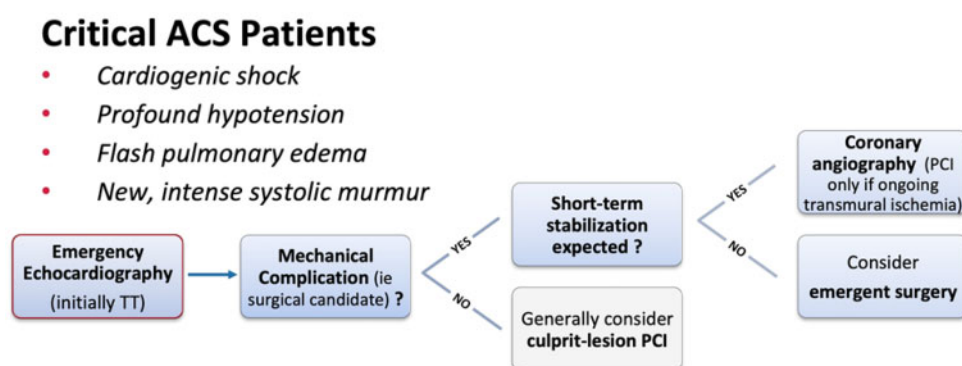 Critical ACS Patients
• Cardiogenic shock
• Profound hypotension
• Flash pulmonary edema
• New, intense systolic murmur
Emergency
Echocardiography
(initially TT)
Mechanical
Complication (ie
surgical candidate) ?
YES
NO
Short-term
stabilization
expected ?
Generally consider
culprit-lesion PCI
YES
NO
Coronary
angiography (PCI
only if ongoing
transmural ischemia)
Consider
emergent surgery